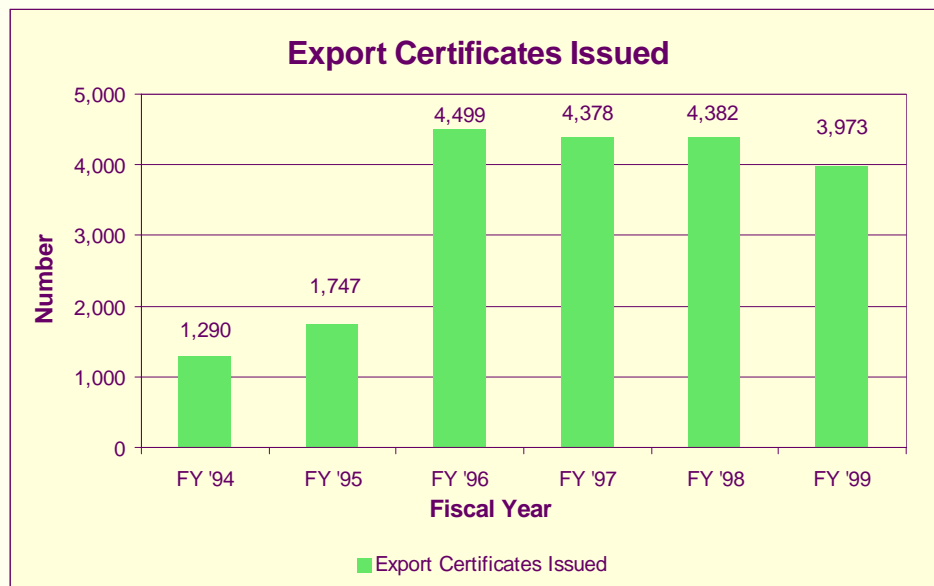 Export Certificates Issued
5,000
4,000
3,000
2,000
1,000
0
Number
1,290
1,747
4,499
4,378
4,382
3,973
FY '94
FY '95
FY '96
FY '97
FY '98
FY '99
Fiscal Year
Export Certificates Issued